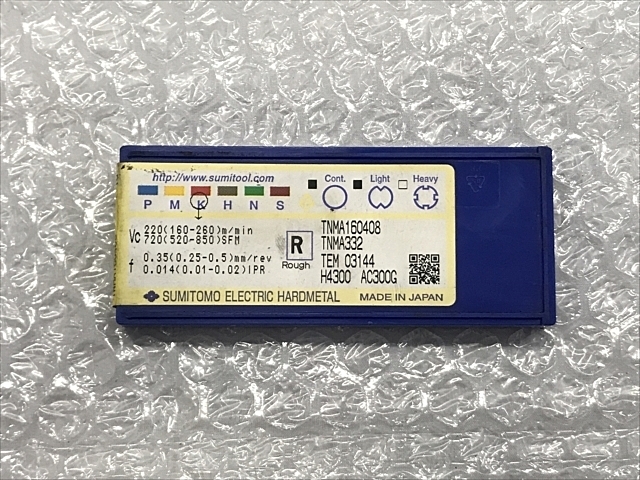 http://www.sumitool.com
P M K H N S
Cont. Light Heavy
Vc 220(160-260)m/min
720(520-850)SFM
f 0.35(0.25-0.5)mm/rev
0.014(0.01-0.02)IPR
R
Rough
TNMA160408
TNMA332
TEM 03144
H4300 AC300G
SUMITOMO ELECTRIC HARDMETAL MADE IN JAPAN